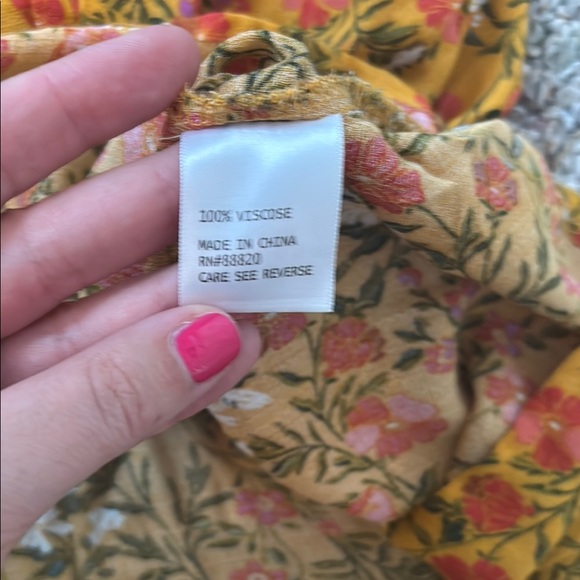 100% VISCOSE
MADE IN CHINA
RN#88820
CARE SEE REVERSE